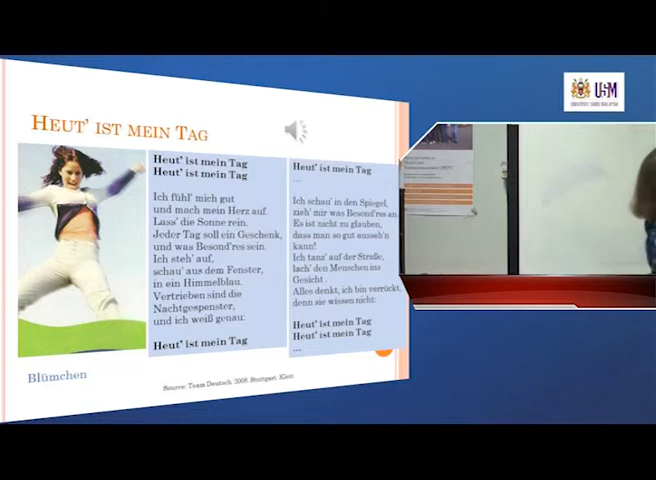 HEUT' IST MEIN TAG
Heut' ist mein Tag
Heut' ist mein Tag
Ich fühl' mich gut
und mach mein Herz auf.
Lass' die Sonne rein.
Jeder Tag soll ein Geschenk,
und was Besond'res sein.
Ich steh' auf,
schau' aus dem Fenster,
in ein Himmelblau.
Vertrieben sind die
Nachtgespenster,
und ich weiß genau:
Heut' ist mein Tag
Heut' ist mein Tag
...
Ich schau' in den Spiegel,
zieh' mir was Besond'res an.
Es ist nicht zu glauben,
dass man so gutausseh'n
kann!
Ich tanz' auf der Straße,
lach' den Menschen ins
Gesicht .
Alles denkt, ich bin verrückt,
denn sie wissen nicht:
Heut' ist mein Tag
Heut' ist mein Tag
...
Blümchen
Source: Team Deutsch, 2008. Stuttgart: Klett
USM
UNIVERSITI SAINS MALAYSIA